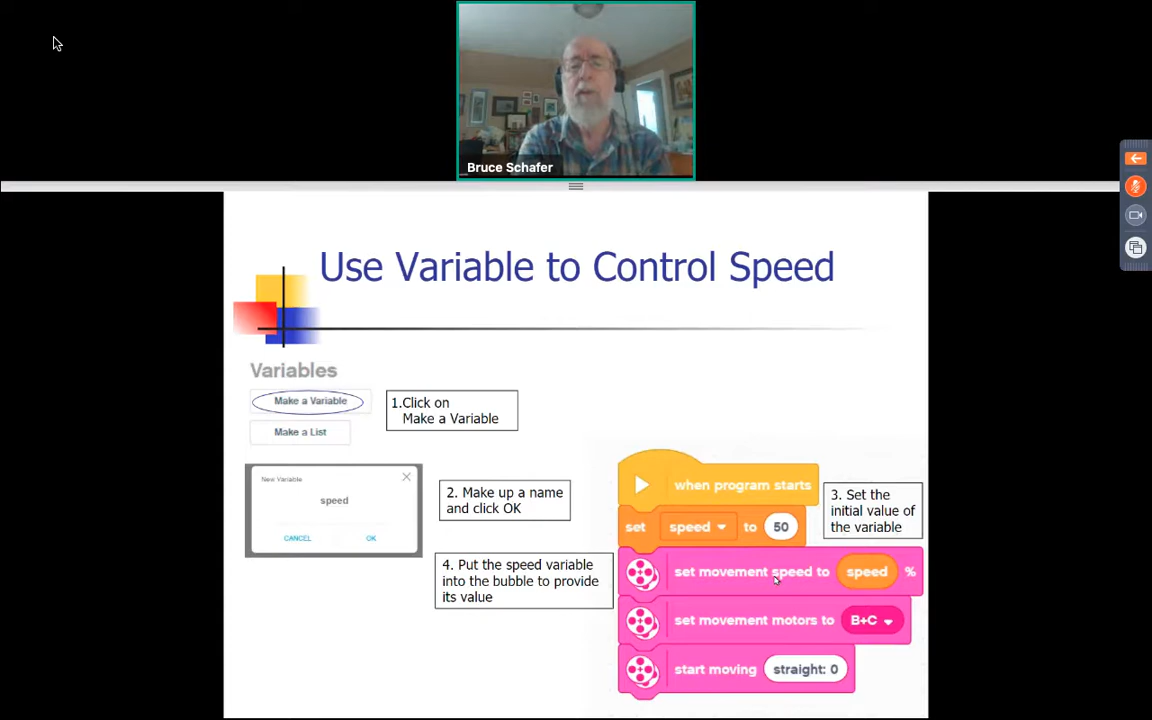 Bruce Schafer
Use Variable to Control Speed
Variables
Make a Variable
1.Click on
Make a Variable
Make a List
New Variable
speed
CANCEL
OK
2. Make up a name
and click OK
when program starts
set speed to 50
3. Set the
initial value of
the variable
4. Put the speed variable
into the bubble to provide
its value
set movement speed to speed %
set movement motors to B+C
start moving straight: 0